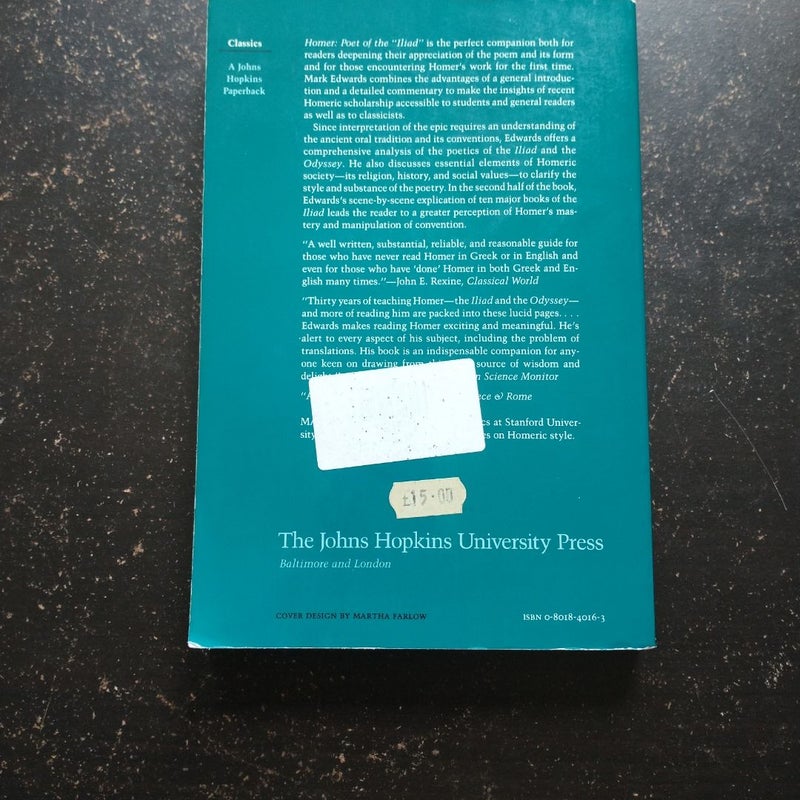 Classics
A Johns
Hopkins
Paperback
Homer: Poet of the "Iliad" is the perfect companion both for
readers deepening their appreciation of the poem and its form
and for those encountering Homer's work for the first time.
Mark Edwards combines the advantages of a general introduc-
tion and a detailed commentary to make the insights of recent
Homeric scholarship accessible to students and general readers
as well as to classicists.
Since interpretation of the epic requires an understanding of
the ancient oral tradition and its conventions, Edwards offers a
comprehensive analysis of the poetics of the Iliad and the
Odyssey. He also discusses essential elements of Homeric
society—its religion, history, and social values—to clarify the
style and substance of the poetry. In the second half of the book,
Edwards's scene-by-scene explication of ten major books of the
Iliad leads the reader to a greater perception of Homer's mas-
tery and manipulation of convention.
"A well written, substantial, reliable, and reasonable guide for
those who have never read Homer in Greek or in English and
even for those who have 'done' Homer in both Greek and En-
glish many times."—John E. Rexine, Classical World
"Thirty years of teaching Homer—the Iliad and the Odyssey—
and more of reading him are packed into these lucid pages. . . .
Edwards makes reading Homer exciting and meaningful. He's
alert to every aspect of his subject, including the problem of
translations. His book is an indispensable companion for any-
one keen on drawing from source of wisdom and
Science Monitor
& Rome
at Stanford Univer-
on Homeric style.
£15.00
The Johns Hopkins University Press
Baltimore and London
COVER DESIGN BY MARTHA FARLOW
ISBN 0-8018-4016-3